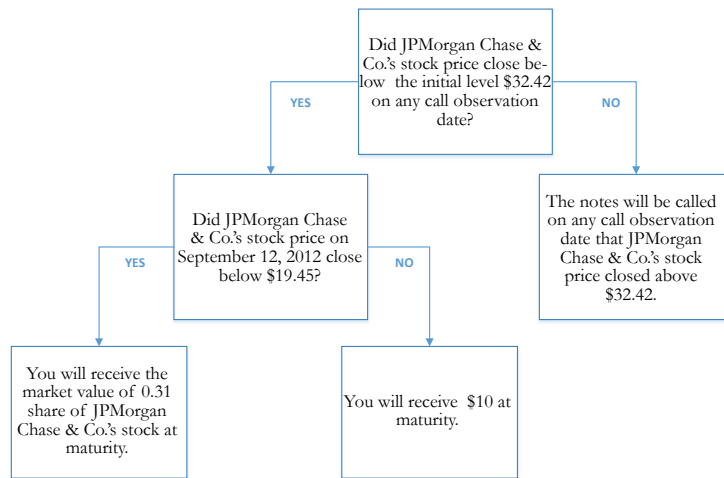 Did JPMorgan Chase &
Co.'s stock price close be-
low the initial level $32.42
on any call observation
date?
YES
NO
Did JPMorgan Chase
& Co.'s stock price on
September 12, 2012 close
below $19.45?
The notes will be called
on any call observation
date that JPMorgan
Chase & Co.'s stock
price closed above
$32.42.
YES
NO
You will receive the
market value of 0.31
share of JPMorgan
Chase & Co.'s stock at
maturity.
You will receive $10 at
maturity.